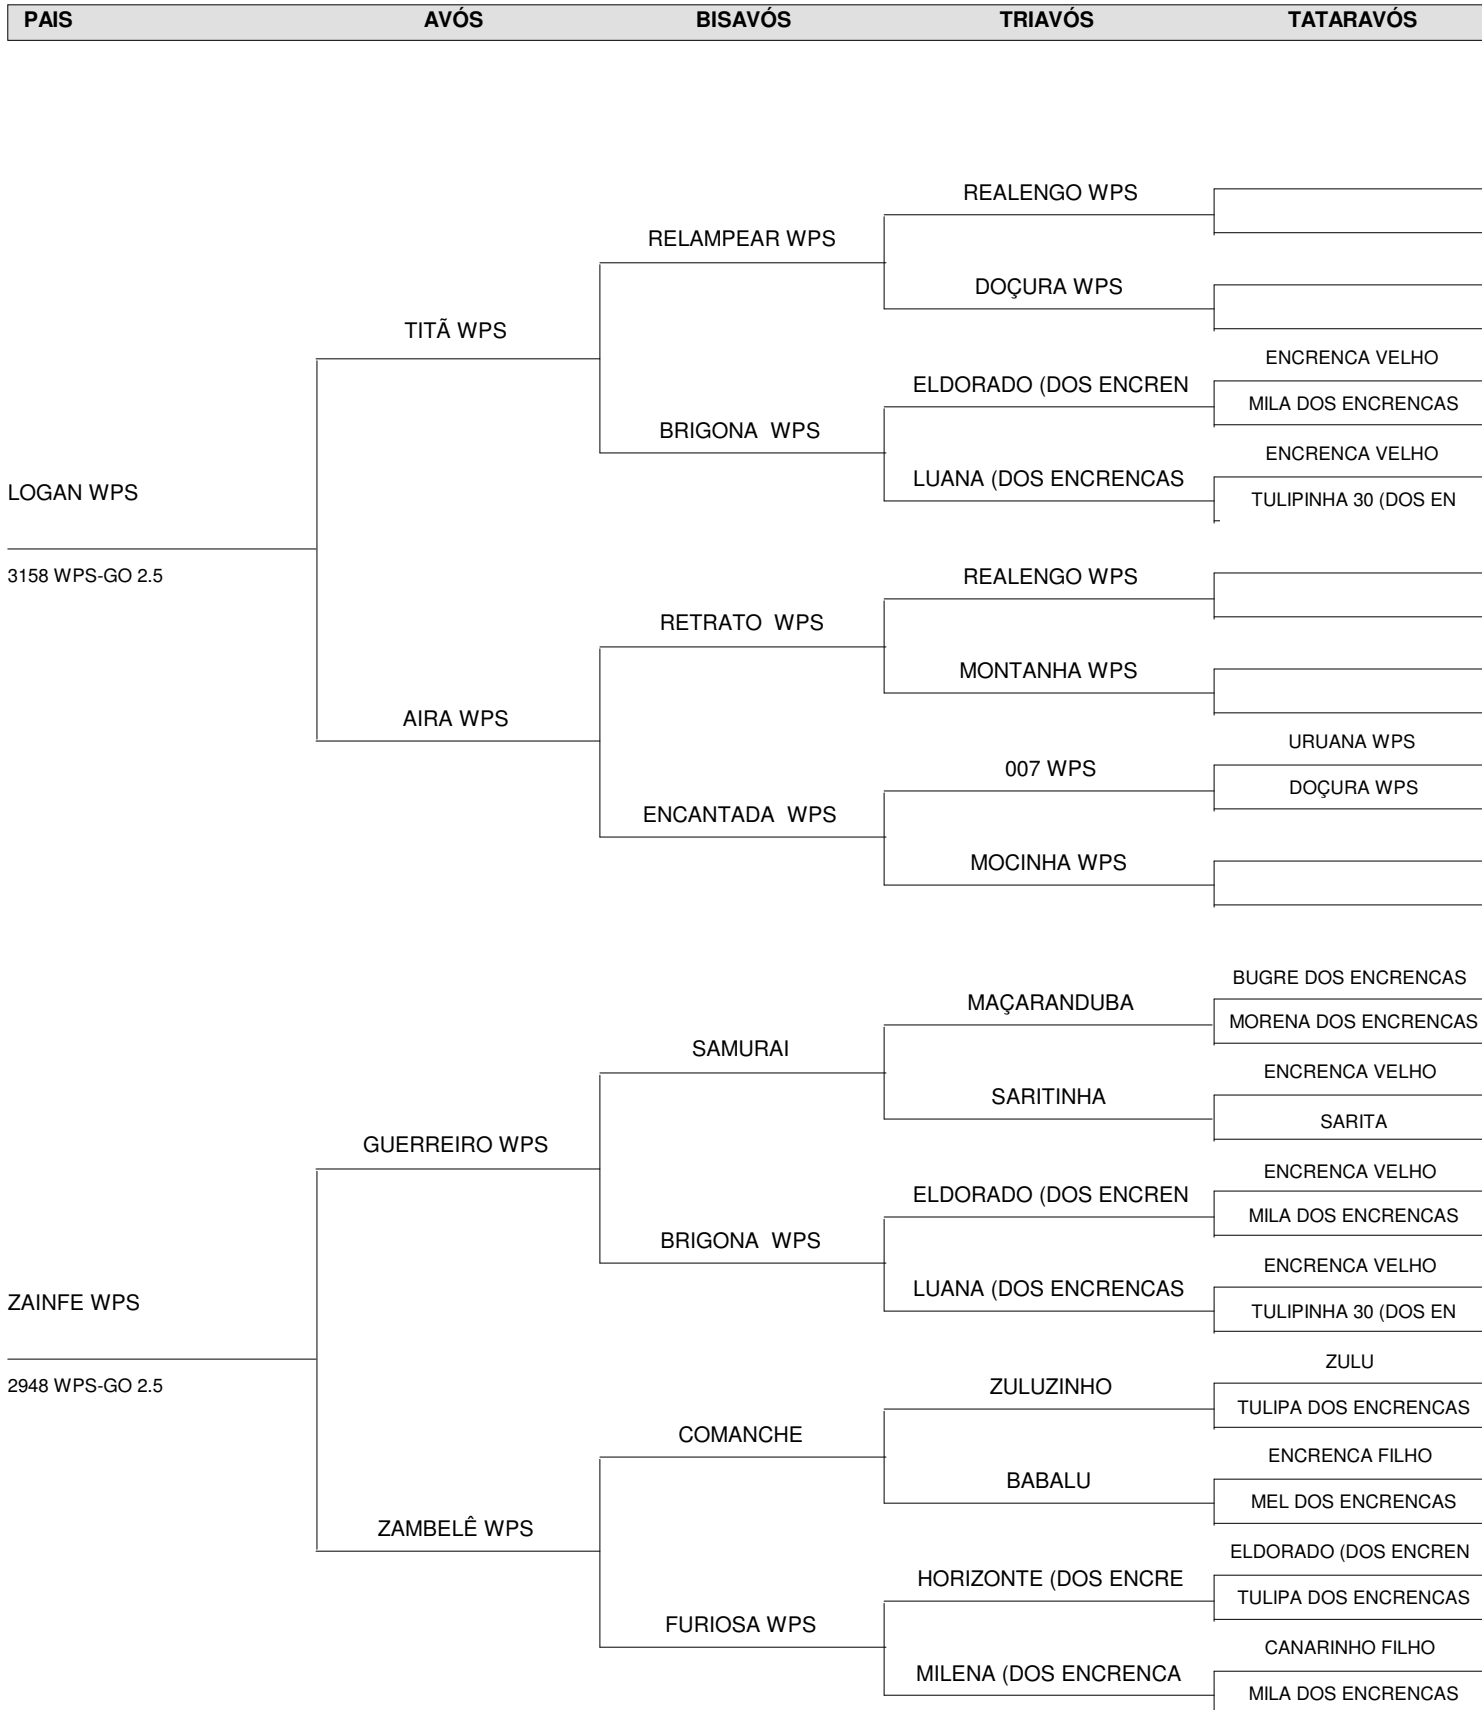 PAIS AVÓS BISAVÓS TRIAVÓS TATARAVÓS
REALENGO WPS
RELAMPEAR WPS
DOÇURA WPS
TITÃ WPS
ENCRENCA VELHO
ELDORADO (DOS ENCREN
MILA DOS ENCRENCAS
BRIGONA WPS
ENCRENCA VELHO
LUANA (DOS ENCRENCAS
LOGAN WPS
TULIPINHA 30 (DOS EN
3158 WPS-GO 2.5
REALENGO WPS
RETRATO WPS
MONTANHA WPS
AIRA WPS
URUANA WPS
007 WPS
DOÇURA WPS
ENCANTADA WPS
MOCINHA WPS
BUGRE DOS ENCRENCAS
MAÇARANDUBA
MORENA DOS ENCRENCAS
SAMURAI
ENCRENCA VELHO
SARITINHA
SARITA
GUERREIRO WPS
ENCRENCA VELHO
ELDORADO (DOS ENCREN
MILA DOS ENCRENCAS
BRIGONA WPS
ENCRENCA VELHO
LUANA (DOS ENCRENCAS
ZAINFE WPS
TULIPINHA 30 (DOS EN
ZULU
2948 WPS-GO 2.5
ZULUZINHO
TULIPA DOS ENCRENCAS
COMANCHE
ENCRENCA FILHO
BABALU
MEL DOS ENCRENCAS
ZAMBELÊ WPS
ELDORADO (DOS ENCREN
HORIZONTE (DOS ENCRE
TULIPA DOS ENCRENCAS
FURIOSA WPS
CANARINHO FILHO
MILENA (DOS ENCRENCA
MILA DOS ENCRENCAS